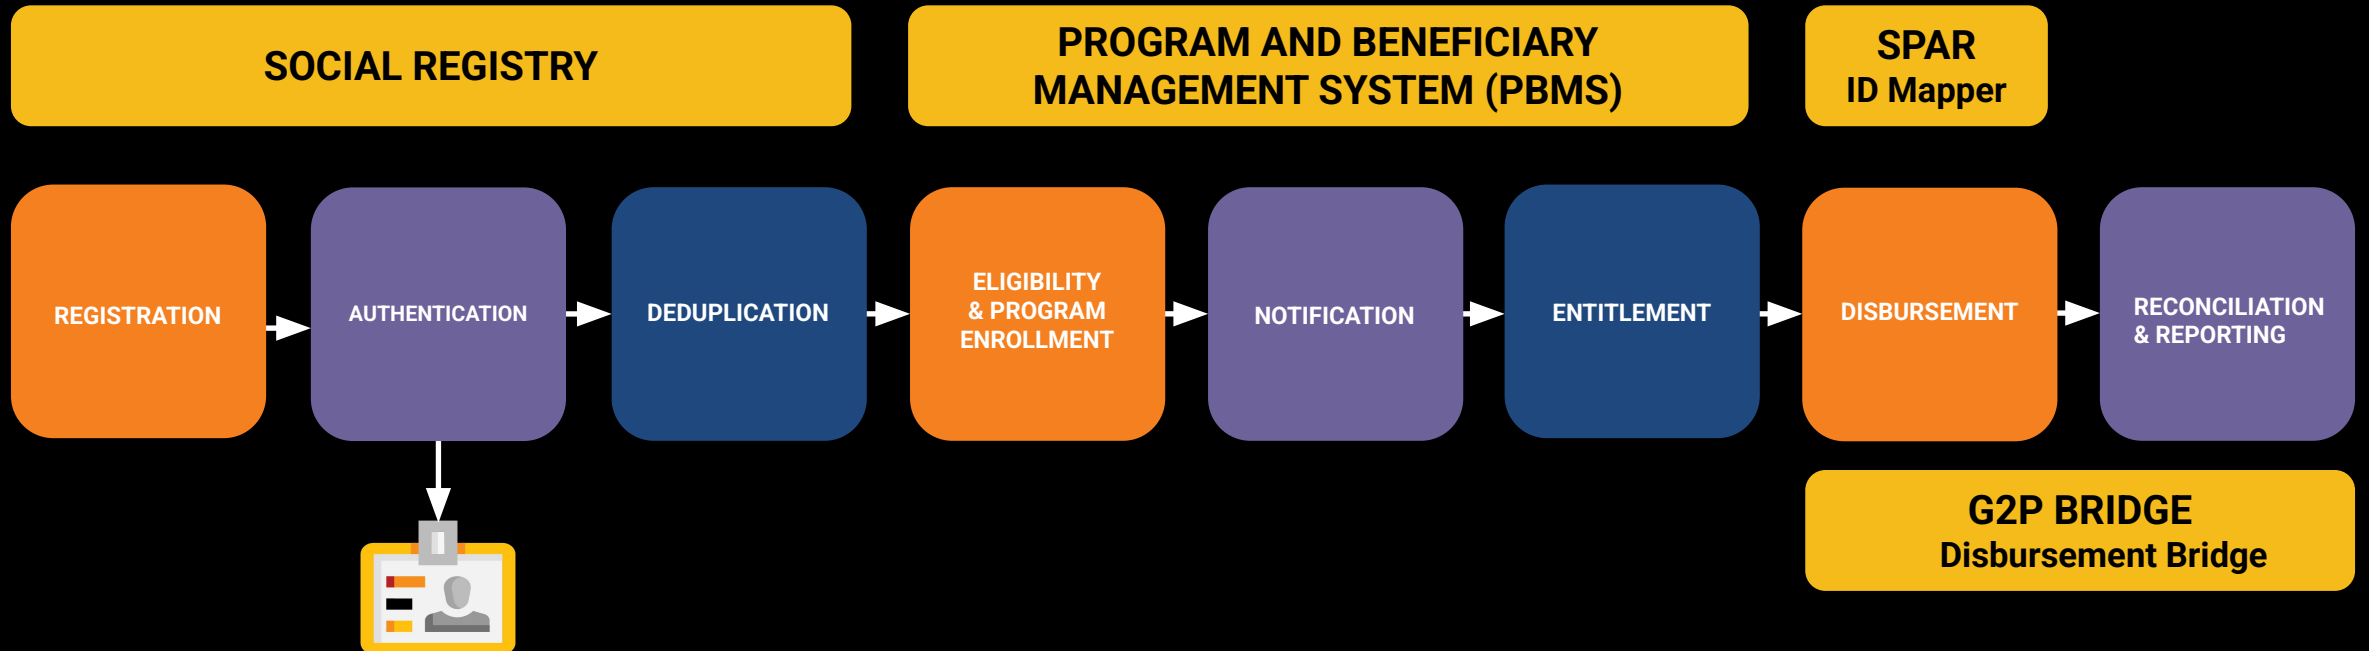 SOCIAL REGISTRY
PROGRAM AND BENEFICIARY
MANAGEMENT SYSTEM (PBMS)
SPAR
ID Mapper
REGISTRATION
AUTHENTICATION
DEDUPLICATION
ELIGIBILITY
& PROGRAM
ENROLLMENT
NOTIFICATION
ENTITLEMENT
DISBURSEMENT
RECONCILIATION
& REPORTING
G2P BRIDGE
Disbursement Bridge